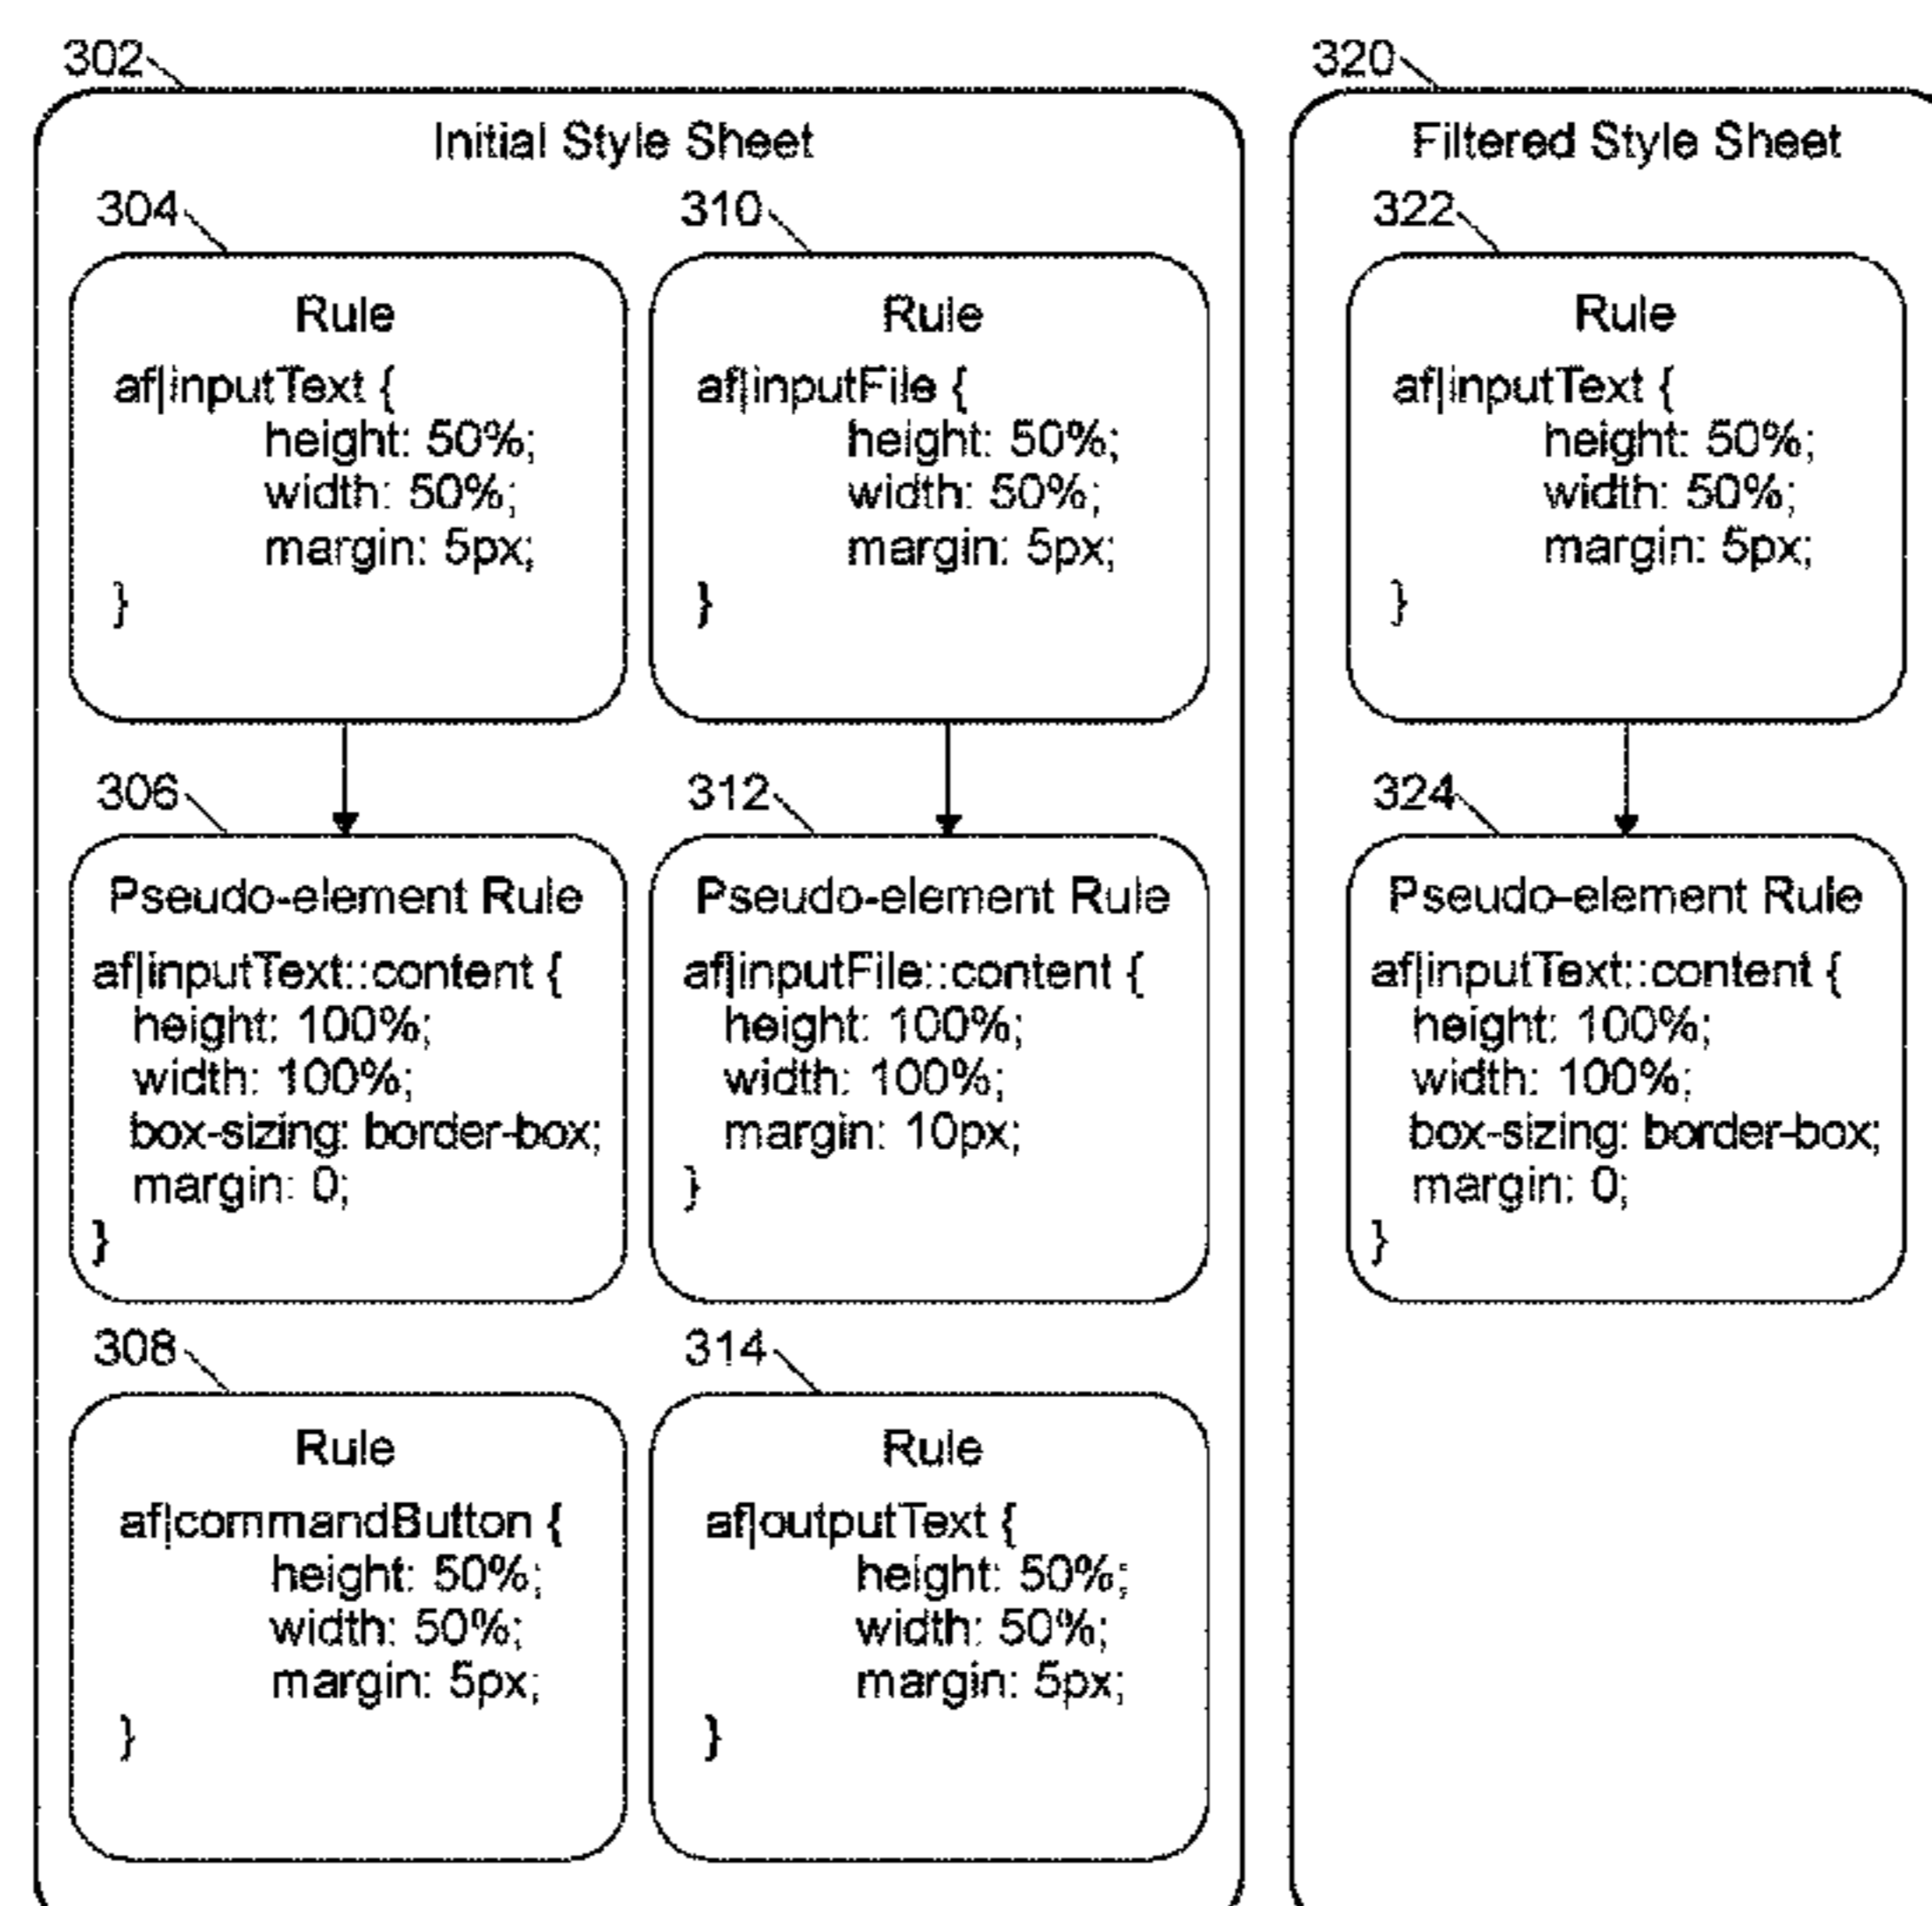 302
Initial Style Sheet
304
Rule
af|inputText {
height: 50%;
width: 50%;
margin: 5px;
}
306
Pseudo-element Rule
af|inputText::content {
height: 100%;
width: 100%;
box-sizing: border-box;
margin: 0;
}
308
Rule
af|commandButton {
height: 50%;
width: 50%;
margin: 5px;
}
310
Rule
af|inputFile {
height: 50%;
width: 50%;
margin: 5px;
}
312
Pseudo-element Rule
af|inputFile::content {
height: 100%;
width: 100%;
margin: 10px;
}
314
Rule
af|outputText {
height: 50%;
width: 50%;
margin: 5px;
}
320
Filtered Style Sheet
322
Rule
af|inputText {
height: 50%;
width: 50%;
margin: 5px;
}
324
Pseudo-element Rule
af|inputText::content {
height: 100%;
width: 100%;
box-sizing: border-box;
margin: 0;
}